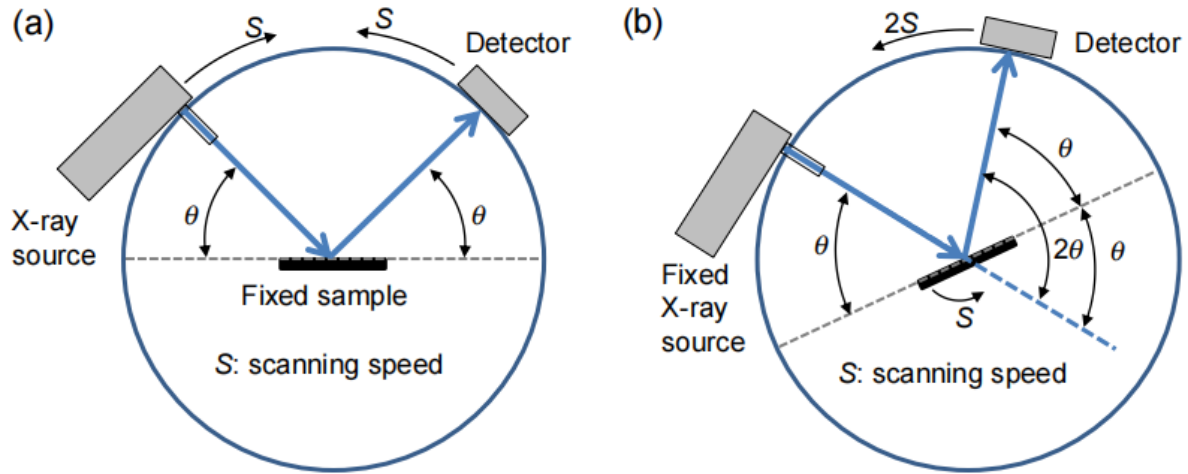 (a)
S
S
Detector
θ
θ
X-ray
source
Fixed sample
S: scanning speed
(b)
2S
Detector
θ
θ
2θ
θ
Fixed
X-ray
source
S
S: scanning speed